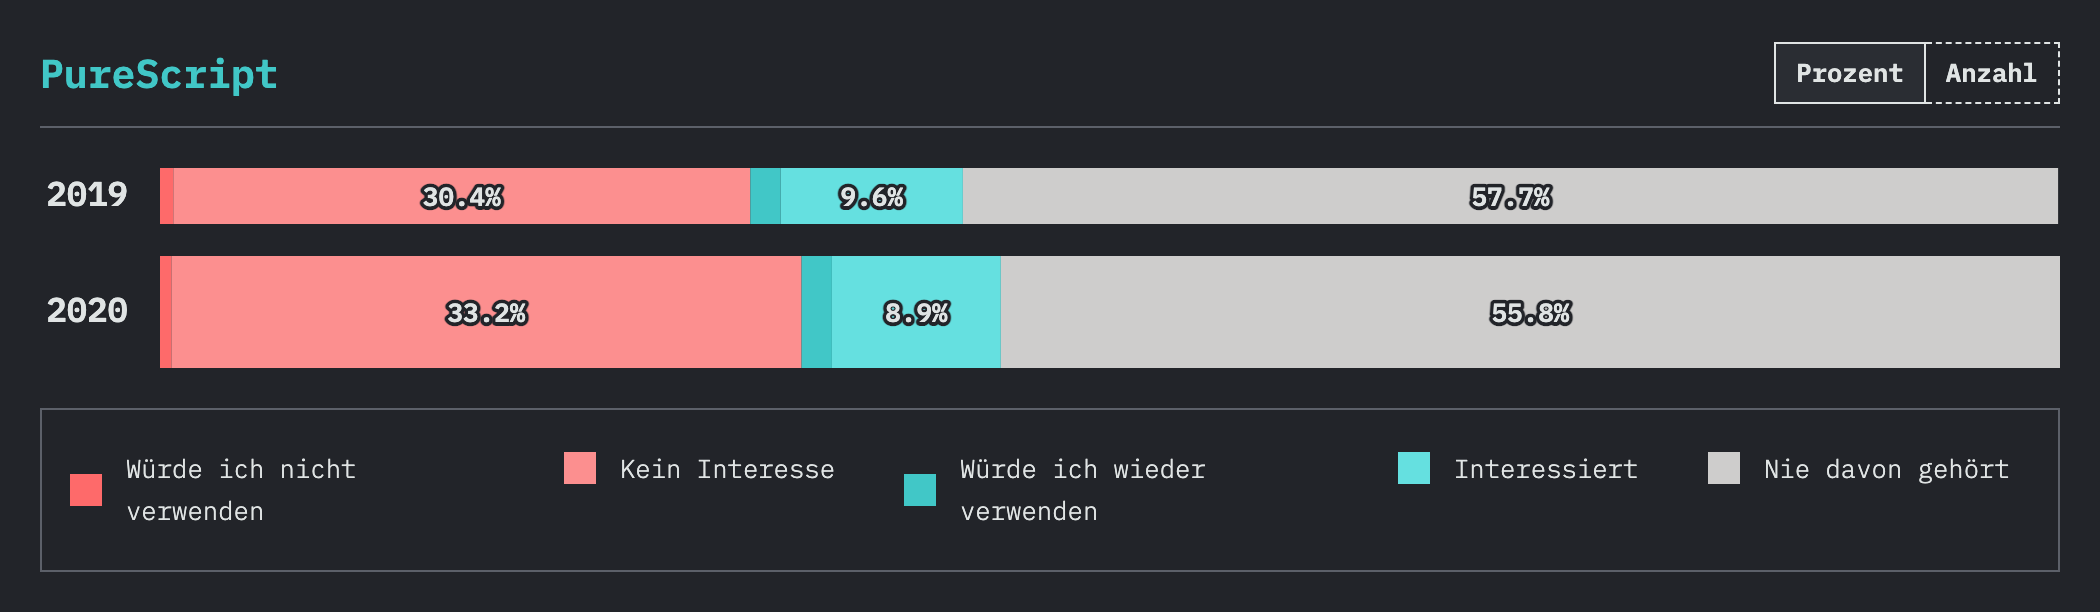 PureScript
Prozent Anzahl
2019 30.4% 9.6% 57.7%
2020 33.2% 8.9% 55.8%
Würde ich nicht verwenden
Kein Interesse
Würde ich wieder verwenden
Interessiert
Nie davon gehört